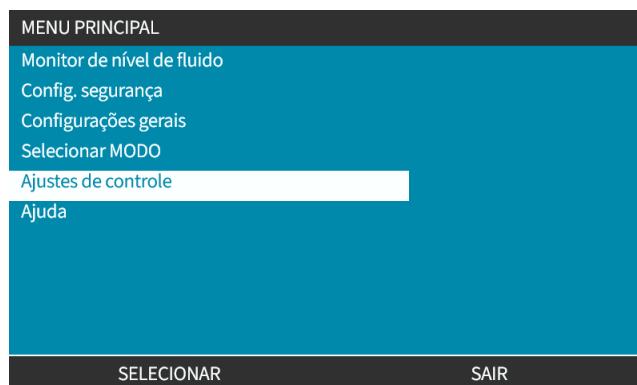 MENU PRINCIPAL
Monitor de nível de fluido
Config. segurança
Configurações gerais
Selecionar MODO
Ajustes de controle
Ajuda
SELECIONAR SAIR